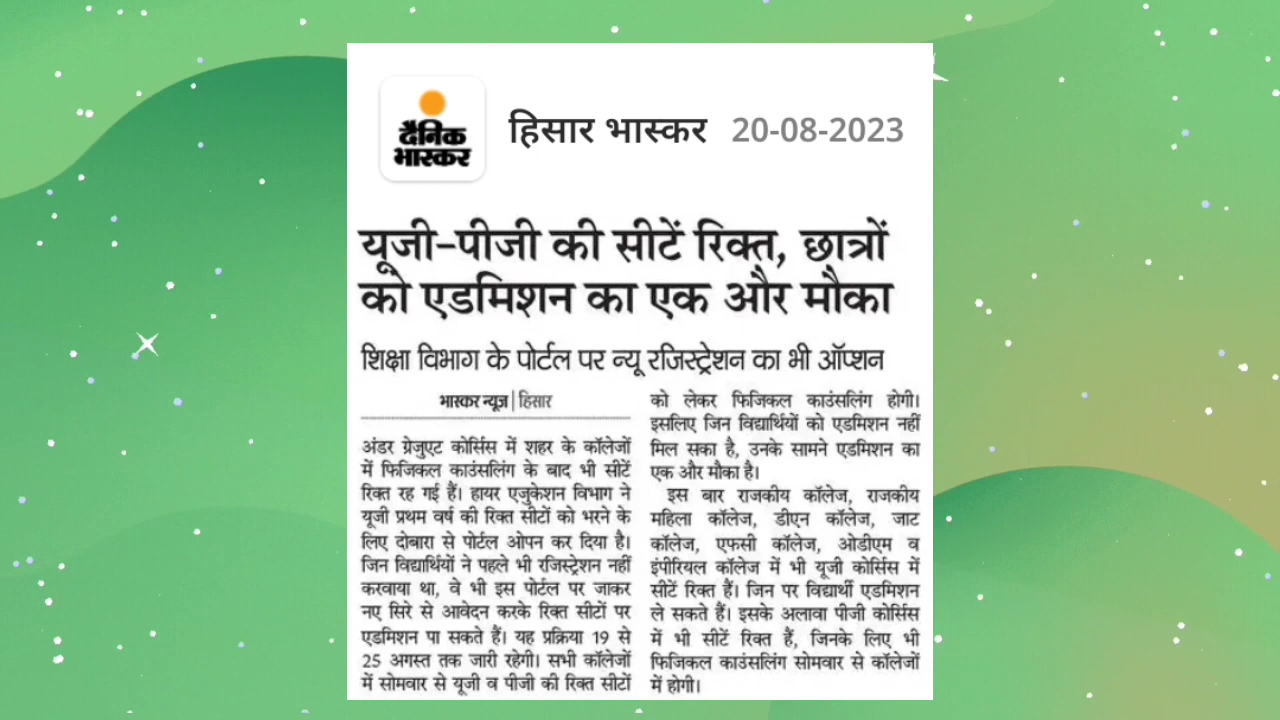 दैनिक
भास्कर
हिसार भास्कर 20-08-2023
यूजी-पीजी की सीटें रिक्त, छात्रों
को एडमिशन का एक और मौका
शिक्षा विभाग के पोर्टल पर न्यू रजिस्ट्रेशन का भी ऑप्शन
भास्कर न्यूज | हिसार
अंडर ग्रेजुएट कोर्सिस में शहर के कॉलेजों
में फिजिकल काउंसलिंग के बाद भी सीटें
रिक्त रह गई हैं। हायर एजुकेशन विभाग ने
यूजी प्रथम वर्ष की रिक्त सीटों को भरने के
लिए दोबारा से पोर्टल ओपन कर दिया है।
जिन विद्यार्थियों ने पहले भी रजिस्ट्रेशन नहीं
करवाया था, वे भी इस पोर्टल पर जाकर
नए सिरे से आवेदन करके रिक्त सीटों पर
एडमिशन पा सकते हैं। यह प्रक्रिया 19 से
25 अगस्त तक जारी रहेगी। सभी कॉलेजों
में सोमवार से यूजी व पीजी की रिक्त सीटों
को लेकर फिजिकल काउंसलिंग होगी।
इसलिए जिन विद्यार्थियों को एडमिशन नहीं
मिल सका है, उनके सामने एडमिशन का
एक और मौका है।
इस बार राजकीय कॉलेज, राजकीय
महिला कॉलेज, डीएन कॉलेज, जाट
कॉलेज, एफसी कॉलेज, ओडीएम व
इंपीरियल कॉलेज में भी यूजी कोर्सिस में
सीटें रिक्त हैं। जिन पर विद्यार्थी एडमिशन
ले सकते हैं। इसके अलावा पीजी कोर्सिस
में भी सीटें रिक्त हैं, जिनके लिए भी
फिजिकल काउंसलिंग सोमवार से कॉलेजों
में होगी।